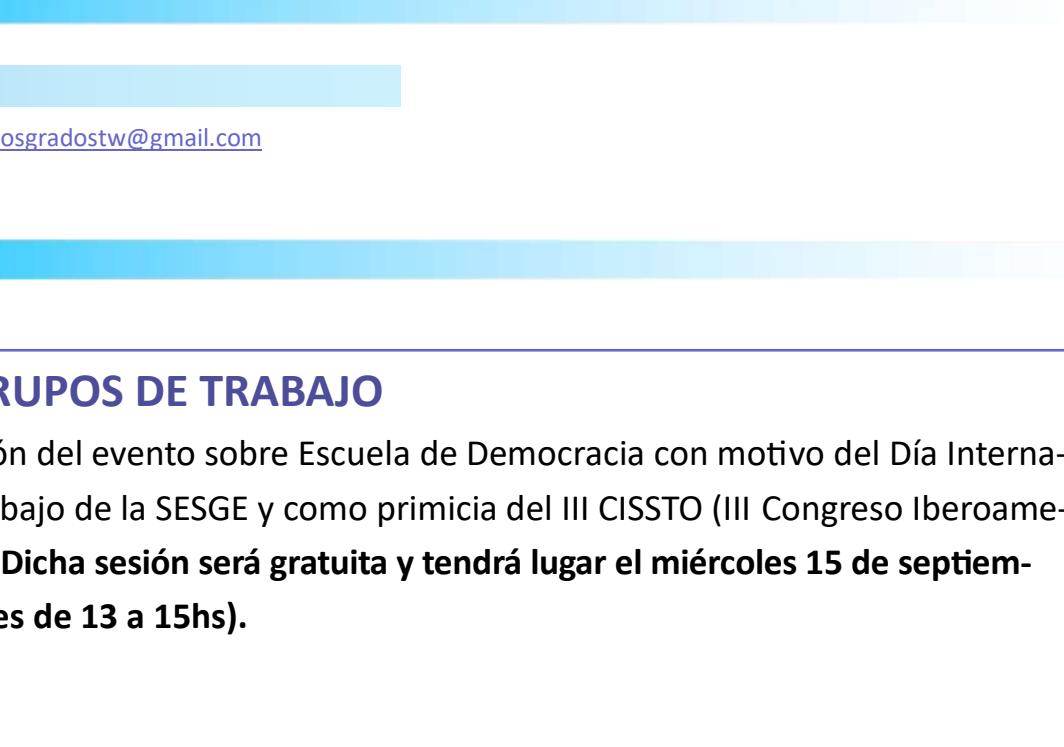 osgradostw@gmail.com
RUPOS DE TRABAJO
ón del evento sobre Escuela de Democracia con motivo del Día Interna-
bajo de la SESGE y como primicia del III CISSTO (III Congreso Iberoame-
Dicha sesión será gratuita y tendrá lugar el miércoles 15 de septiem-
es de 13 a 15hs).